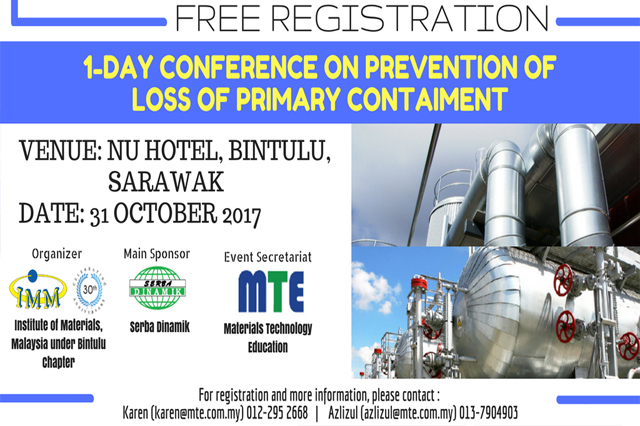 FREE REGISTRATION
1-DAY CONFERENCE ON PREVENTION OF
LOSS OF PRIMARY CONTAIMENT
VENUE: NU HOTEL, BINTULU,
SARAWAK
DATE: 31 OCTOBER 2017
Organizer
IMM
30th
Institute of Materials,
Malaysia under Bintulu
Chapter
Main Sponsor
SERBA
DINAMIK
Serba Dinamik
Event Secretariat
MTE
Materials Technology
Education
For registration and more information, please contact :
Karen (karen@mte.com.my) 012-295 2668 | Azlizul (azlizul@mte.com.my) 013-7904903